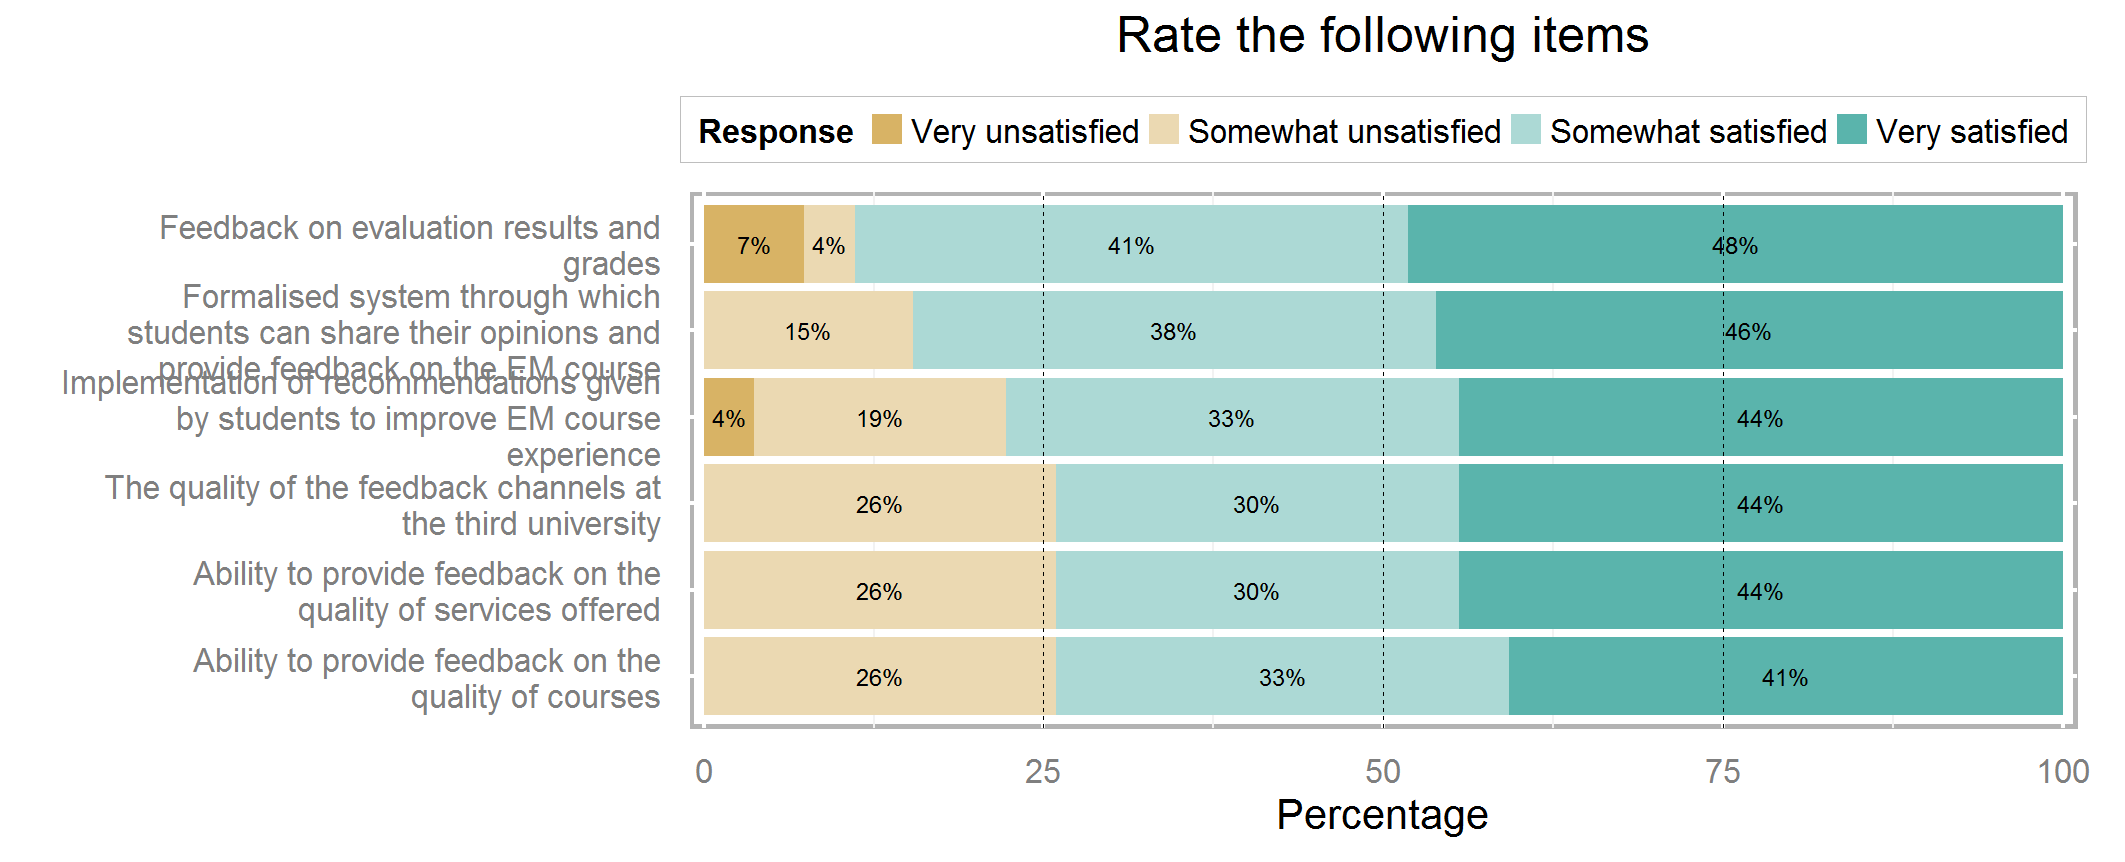 Rate the following items
Response Very unsatisfied Somewhat unsatisfied Somewhat satisfied Very satisfied
Feedback on evaluation results and
grades
7% 4% 41% 48%
Formalised system through which
students can share their opinions and
provide feedback on the EM course
15% 38% 46%
Implementation of recommendations given
by students to improve EM course
experience
4% 19% 33% 44%
The quality of the feedback channels at
the third university
26% 30% 44%
Ability to provide feedback on the
quality of services offered
26% 30% 44%
Ability to provide feedback on the
quality of courses
26% 33% 41%
0 25 50 75 100
Percentage